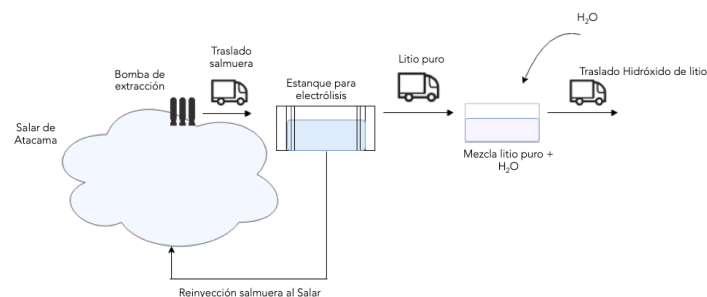 H₂O
Traslado
salmuera
Litio puro
Traslado Hidróxido de litio
Bomba de
extracción
Estanque para
electrólisis
Salar de
Atacama
Mezcla litio puro +
H₂O
Reinyección salmuera al Salar